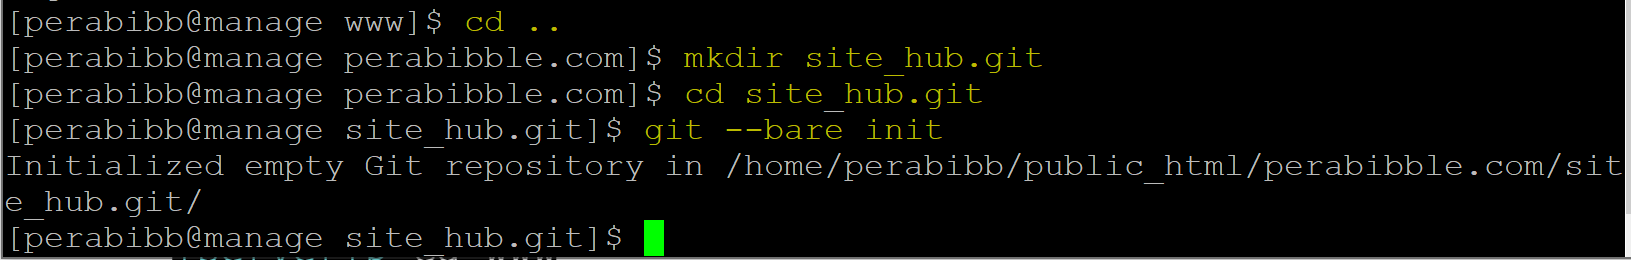 [perabibb@manage www]$ cd ..
[perabibb@manage perabibble.com]$ mkdir site_hub.git
[perabibb@manage perabibble.com]$ cd site_hub.git
[perabibb@manage site_hub.git]$ git --bare init
Initialized empty Git repository in /home/perabibb/public_html/perabibble.com/sit
e_hub.git/
[perabibb@manage site_hub.git]$